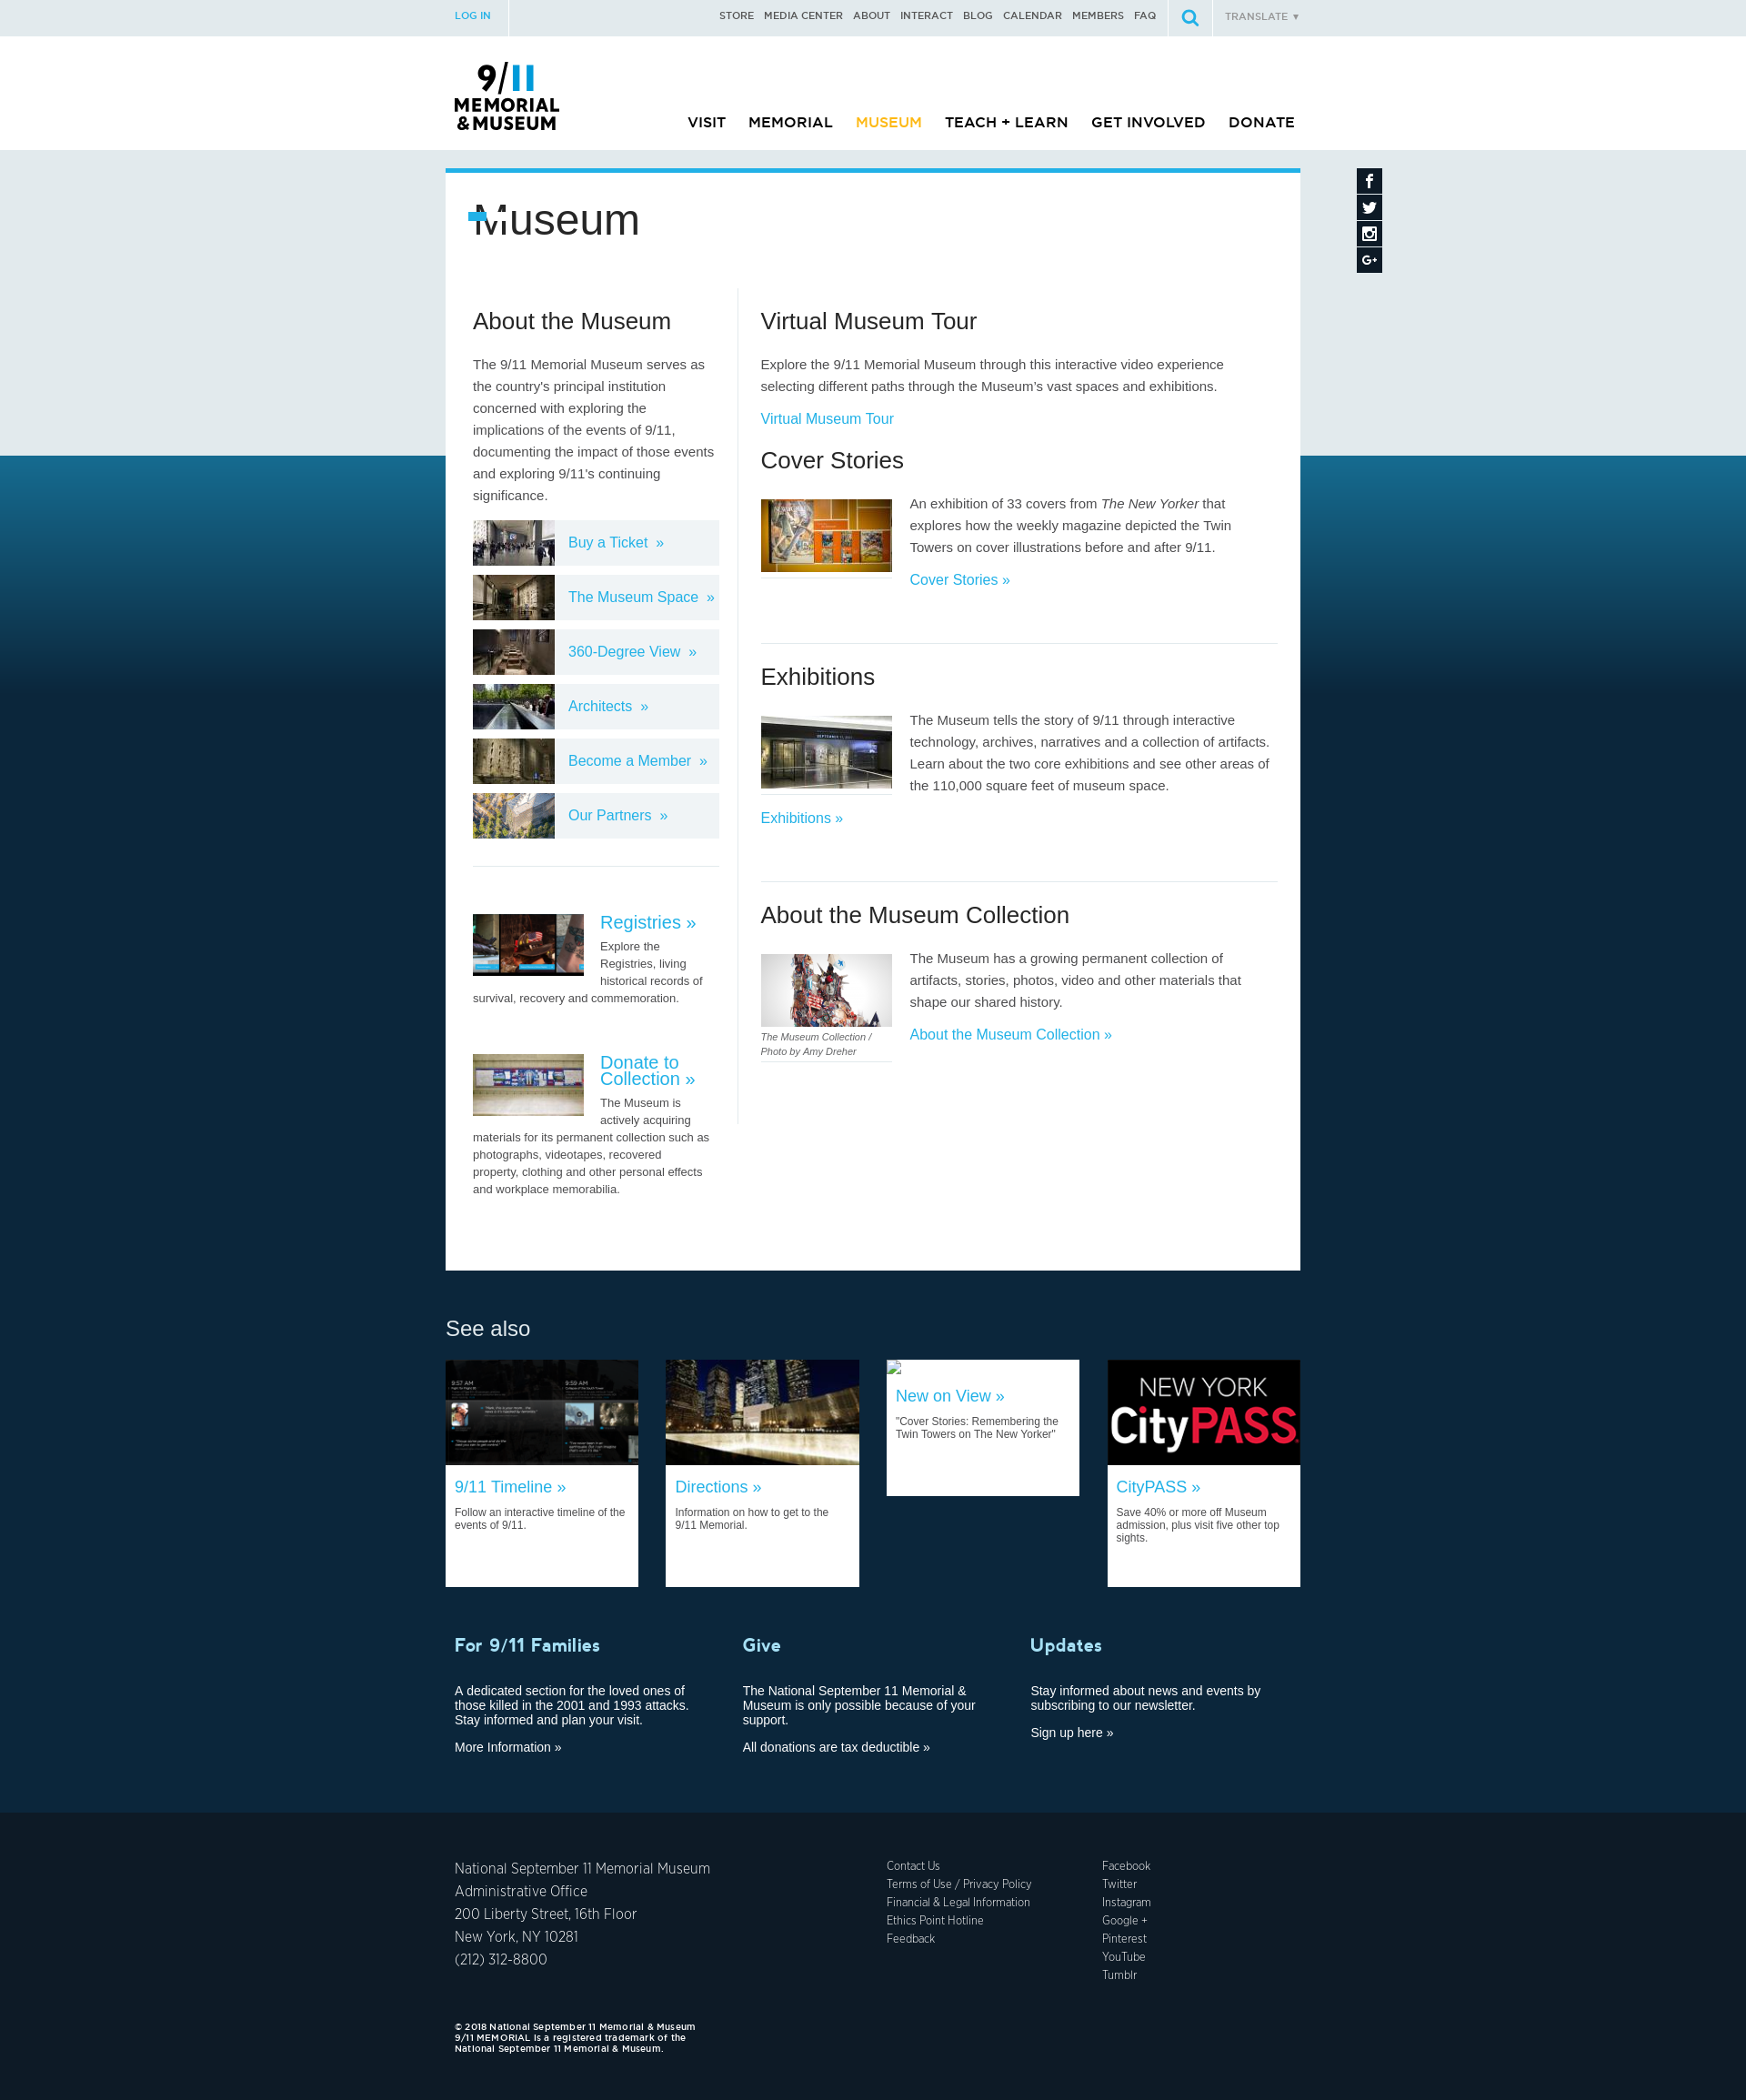 LOG IN
STORE MEDIA CENTER ABOUT INTERACT BLOG CALENDAR MEMBERS FAQ
TRANSLATE ▼
9/11
MEMORIAL
& MUSEUM
VISIT MEMORIAL MUSEUM TEACH + LEARN GET INVOLVED DONATE
Museum
About the Museum
The 9/11 Memorial Museum serves as
the country's principal institution
concerned with exploring the
implications of the events of 9/11,
documenting the impact of those events
and exploring 9/11's continuing
significance.
Buy a Ticket »
The Museum Space »
360-Degree View »
Architects »
Become a Member »
Our Partners »
Registries »
Explore the
Registries, living
historical records of
survival, recovery and commemoration.
Donate to
Collection »
The Museum is
actively acquiring
materials for its permanent collection such as
photographs, videotapes, recovered
property, clothing and other personal effects
and workplace memorabilia.
Virtual Museum Tour
Explore the 9/11 Memorial Museum through this interactive video experience
selecting different paths through the Museum's vast spaces and exhibitions.
Virtual Museum Tour
Cover Stories
An exhibition of 33 covers from The New Yorker that
explores how the weekly magazine depicted the Twin
Towers on cover illustrations before and after 9/11.
Cover Stories »
Exhibitions
The Museum tells the story of 9/11 through interactive
technology, archives, narratives and a collection of artifacts.
Learn about the two core exhibitions and see other areas of
the 110,000 square feet of museum space.
Exhibitions »
About the Museum Collection
The Museum has a growing permanent collection of
artifacts, stories, photos, video and other materials that
shape our shared history.
About the Museum Collection »
The Museum Collection /
Photo by Amy Dreher
See also
9:57 AM
9:59 AM
9/11 Timeline »
Follow an interactive timeline of the
events of 9/11.
Directions »
Information on how to get to the
9/11 Memorial.
New on View »
"Cover Stories: Remembering the
Twin Towers on The New Yorker"
NEW YORK
CityPASS
CityPASS »
Save 40% or more off Museum
admission, plus visit five other top
sights.
For 9/11 Families
A dedicated section for the loved ones of
those killed in the 2001 and 1993 attacks.
Stay informed and plan your visit.
More Information »
Give
The National September 11 Memorial &
Museum is only possible because of your
support.
All donations are tax deductible »
Updates
Stay informed about news and events by
subscribing to our newsletter.
Sign up here »
National September 11 Memorial Museum
Administrative Office
200 Liberty Street, 16th Floor
New York, NY 10281
(212) 312-8800
Contact Us
Terms of Use / Privacy Policy
Financial & Legal Information
Ethics Point Hotline
Feedback
Facebook
Twitter
Instagram
Google +
Pinterest
YouTube
Tumblr
© 2018 National September 11 Memorial & Museum
9/11 MEMORIAL is a registered trademark of the
National September 11 Memorial & Museum.